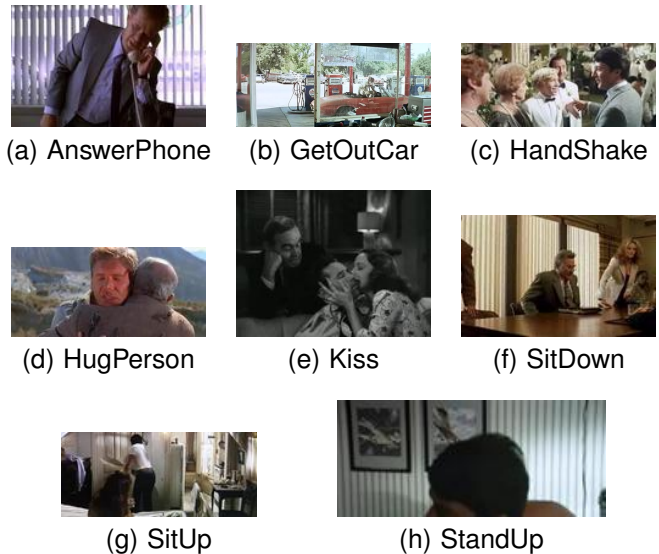 (a) AnswerPhone
(b) GetOutCar
(c) HandShake
(d) HugPerson
(e) Kiss
(f) SitDown
(g) SitUp
(h) StandUp